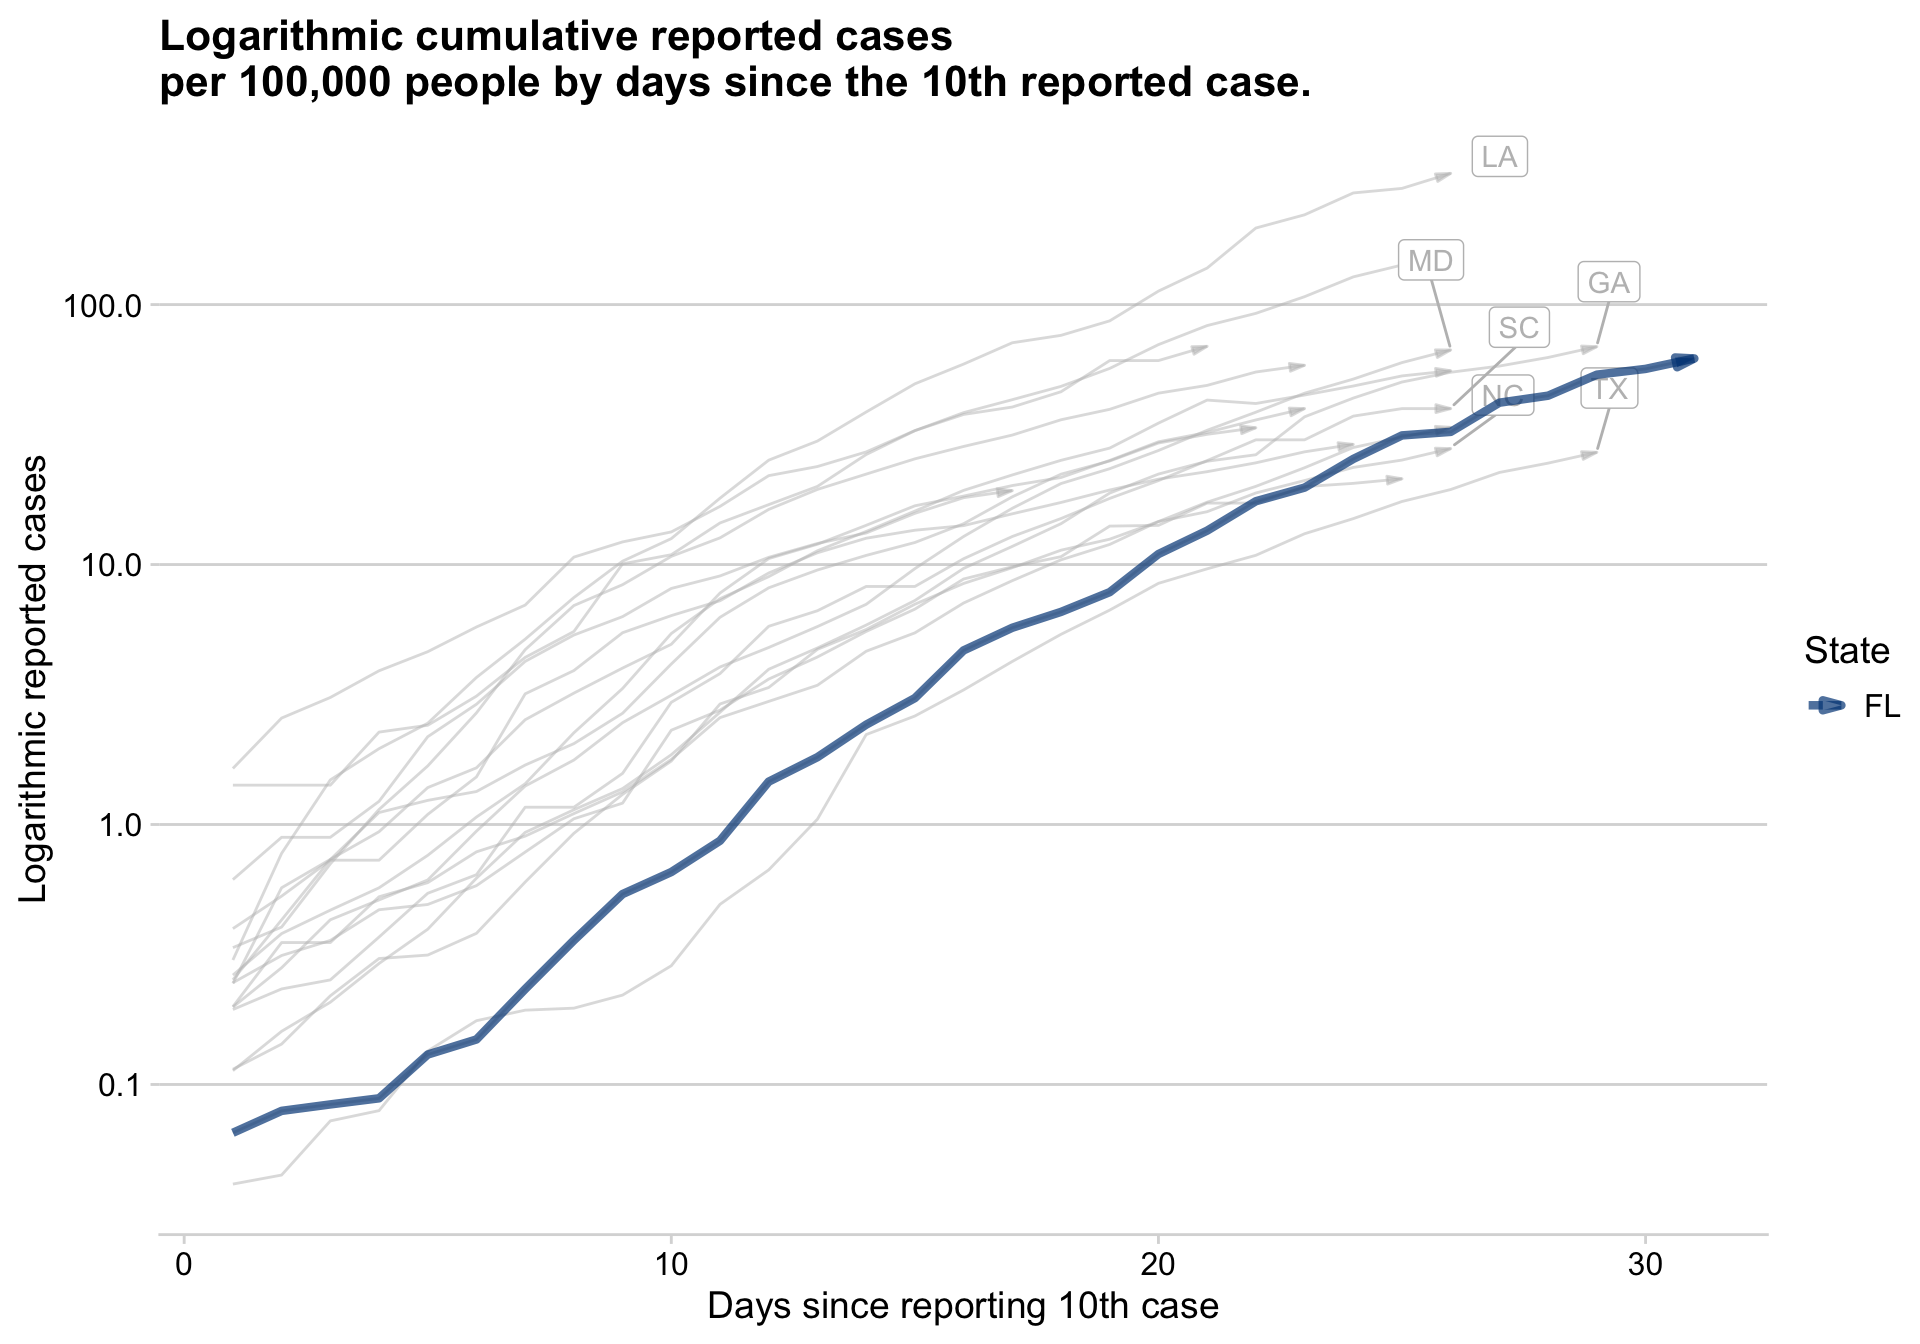 Logarithmic cumulative reported cases
per 100,000 people by days since the 10th reported case.
LA
MD
GA
SC
NC
TX
100.0
10.0
1.0
0.1
Logarithmic reported cases
0
10
20
30
Days since reporting 10th case
State
FL